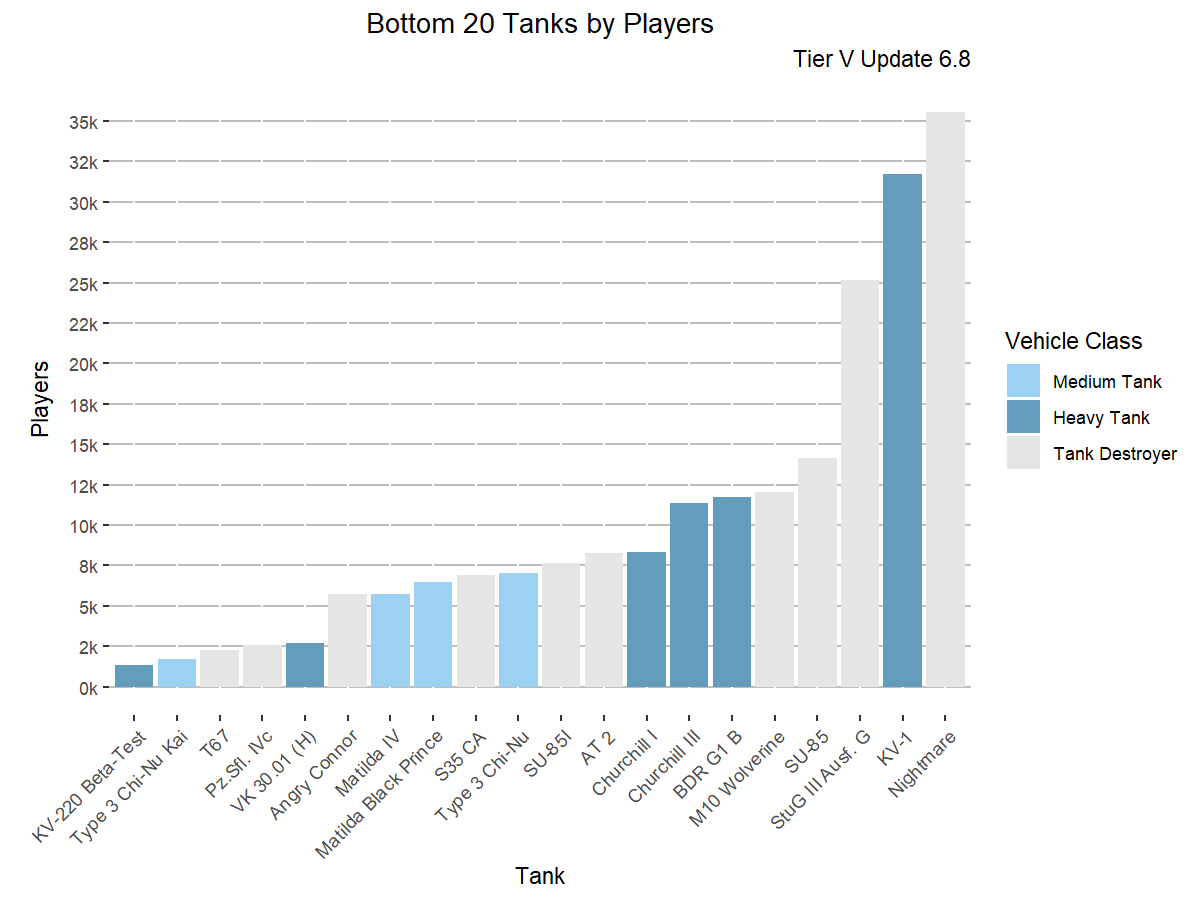 Bottom 20 Tanks by Players
Tier V Update 6.8
35k
32k
30k
28k
25k
22k
20k
18k
15k
12k
10k
8k
5k
2k
0k
Players
KV-220 Beta-Test
Type 3 Chi-Nu Kai
T67
Pz.Sfl. IVc
VK 30.01 (H)
Angry Connor
Matilda IV
Matilda Black Prince
S35 CA
Type 3 Chi-Nu
SU-85I
AT 2
Churchill I
Churchill III
BDR G1 B
M10 Wolverine
SU-85
StuG III Ausf. G
KV-1
Nightmare
Tank
Vehicle Class
Medium Tank
Heavy Tank
Tank Destroyer